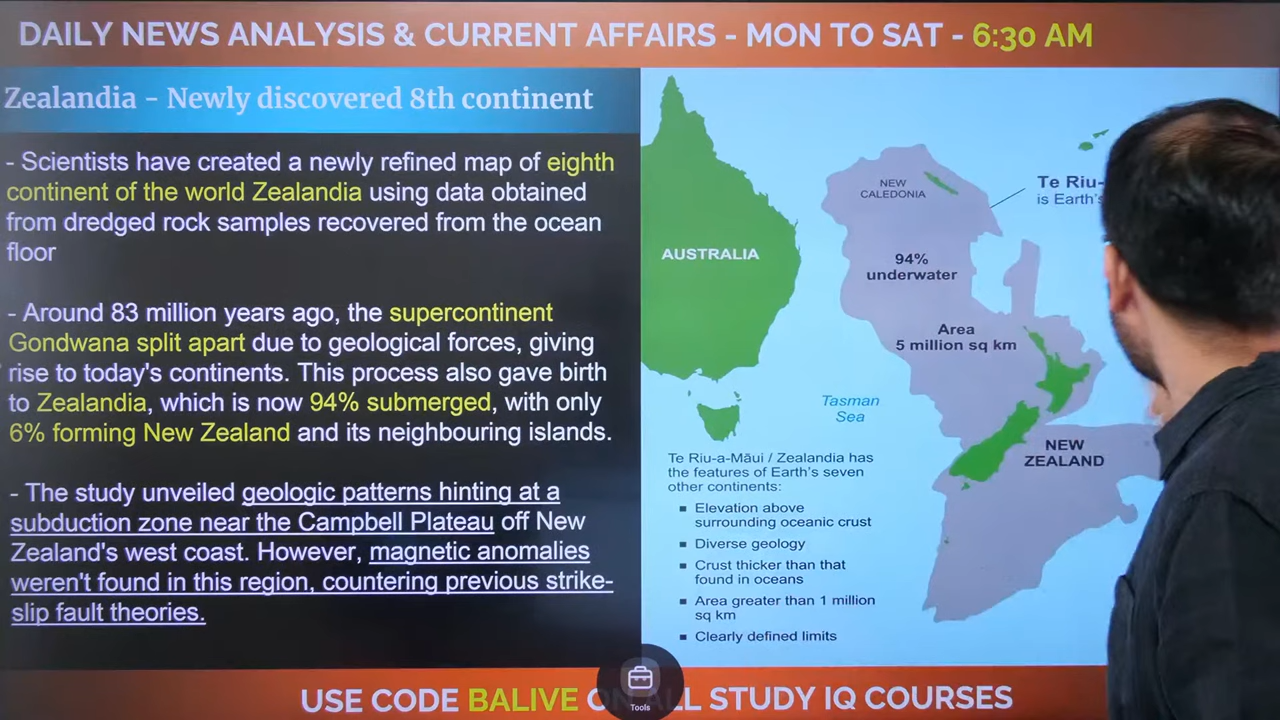 DAILY NEWS ANALYSIS & CURRENT AFFAIRS - MON TO SAT - 6:30 AM
Zealandia - Newly discovered 8th continent
- Scientists have created a newly refined map of eighth
continent of the world Zealandia using data obtained
from dredged rock samples recovered from the ocean
floor
- Around 83 million years ago, the supercontinent
Gondwana split apart due to geological forces, giving
rise to today's continents. This process also gave birth
to Zealandia, which is now 94% submerged, with only
6% forming New Zealand and its neighbouring islands.
- The study unveiled geologic patterns hinting at a
subduction zone near the Campbell Plateau off New
Zealand's west coast. However, magnetic anomalies
weren't found in this region, countering previous strike-
slip fault theories.
NEW
CALEDONIA
Te Riu-
is Earth's
AUSTRALIA
94%
underwater
Area
5 million sq km
Tasman
Sea
NEW
ZEALAND
Te Riu-a-Māui / Zealandia has
the features of Earth's seven
other continents:
▪ Elevation above
surrounding oceanic crust
▪ Diverse geology
▪ Crust thicker than that
found in oceans
▪ Area greater than 1 million
sq km
▪ Clearly defined limits
USE CODE BALIVE ON ALL STUDY IQ COURSES
Tools